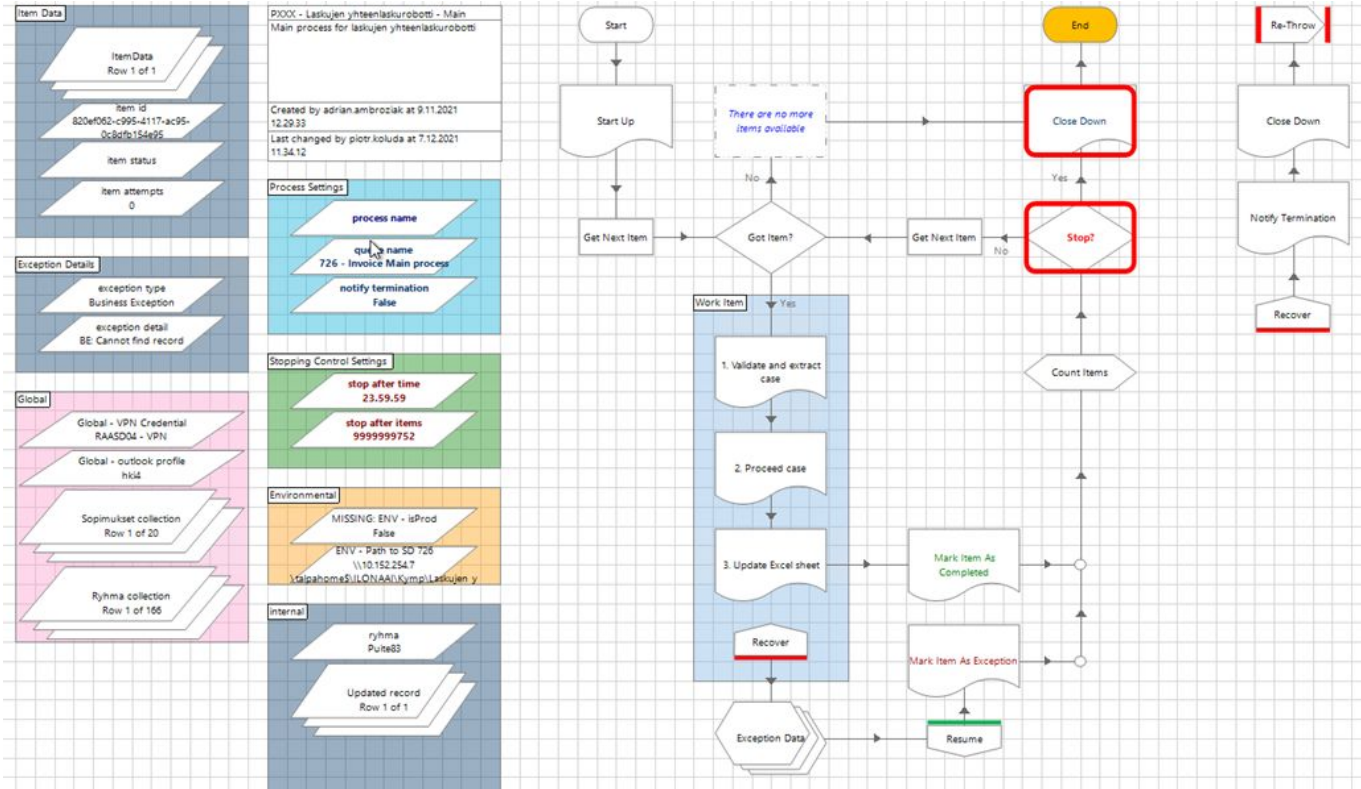 Item Data
ItemData
Row 1 of 1
item id
820ef062-c995-4117-ac95-
0c8dfb154e95
item status
item attempts
0
Exception Details
exception type
Business Exception
exception detail
BE: Cannot find record
Global
Global - VPN Credential
RAASD04 - VPN
Global - outlook profile
hki4
Sopimukset collection
Row 1 of 20
Ryhma collection
Row 1 of 166
PXXX - Laskujen yhteenlaskurobotti - Main
Main process for laskujen yhteenlaskurobotti
Created by adrian.ambroziak at 9.11.2021
12.29.33
Last changed by piotr.koluda at 7.12.2021
11.34.12
Process Settings
process name
name
726 - Invoice Main process
notify termination
False
Stopping Control Settings
stop after time
23.59.59
stop after items
9999999752
Environmental
MISSING: ENV - isProd
False
ENV - Path to SD 726
\\10.152.254.7
\talpahome$\ILONAAI\Kymp\Laskujen y
internal
ryhma
Puite83
Updated record
Row 1 of 1
Start
Start Up
Get Next Item
There are no more
items available
No
Got Item?
Yes
Work Item
1. Validate and extract
case
2. Proceed case
3. Update Excel sheet
Recover
Exception Data
Resume
Mark Item As Exception
Mark Item As
Completed
Get Next Item
No
Count Items
Stop?
Yes
Close Down
End
Re-Throw
Close Down
Notify Termination
Recover